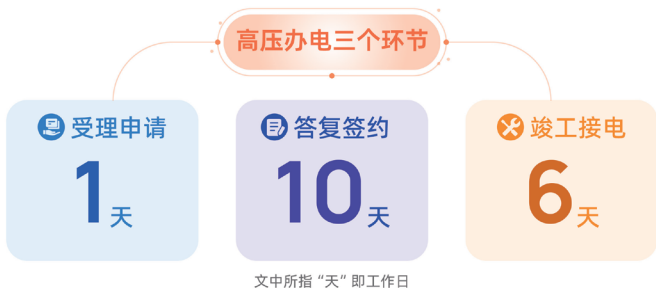 高压办电三个环节
受理申请
1天
答复签约
10天
竣工接电
6天
文中所指“天”即工作日